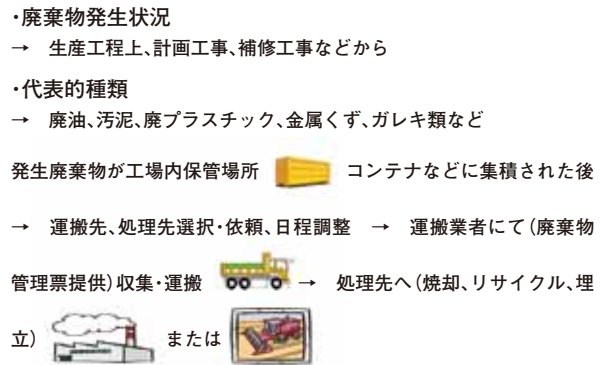 ・廃棄物発生状況
→ 生産工程上、計画工事、補修工事などから
・代表的種類
→ 廃油、汚泥、廃プラスチック、金属くず、ガレキ類など
発生廃棄物が工場内保管場所 コンテナなどに集積された後
→ 運搬先、処理先選択・依頼、日程調整 → 運搬業者にて(廃棄物
管理票提供)収集・運搬 → 処理先へ(焼却、リサイクル、埋
立) または